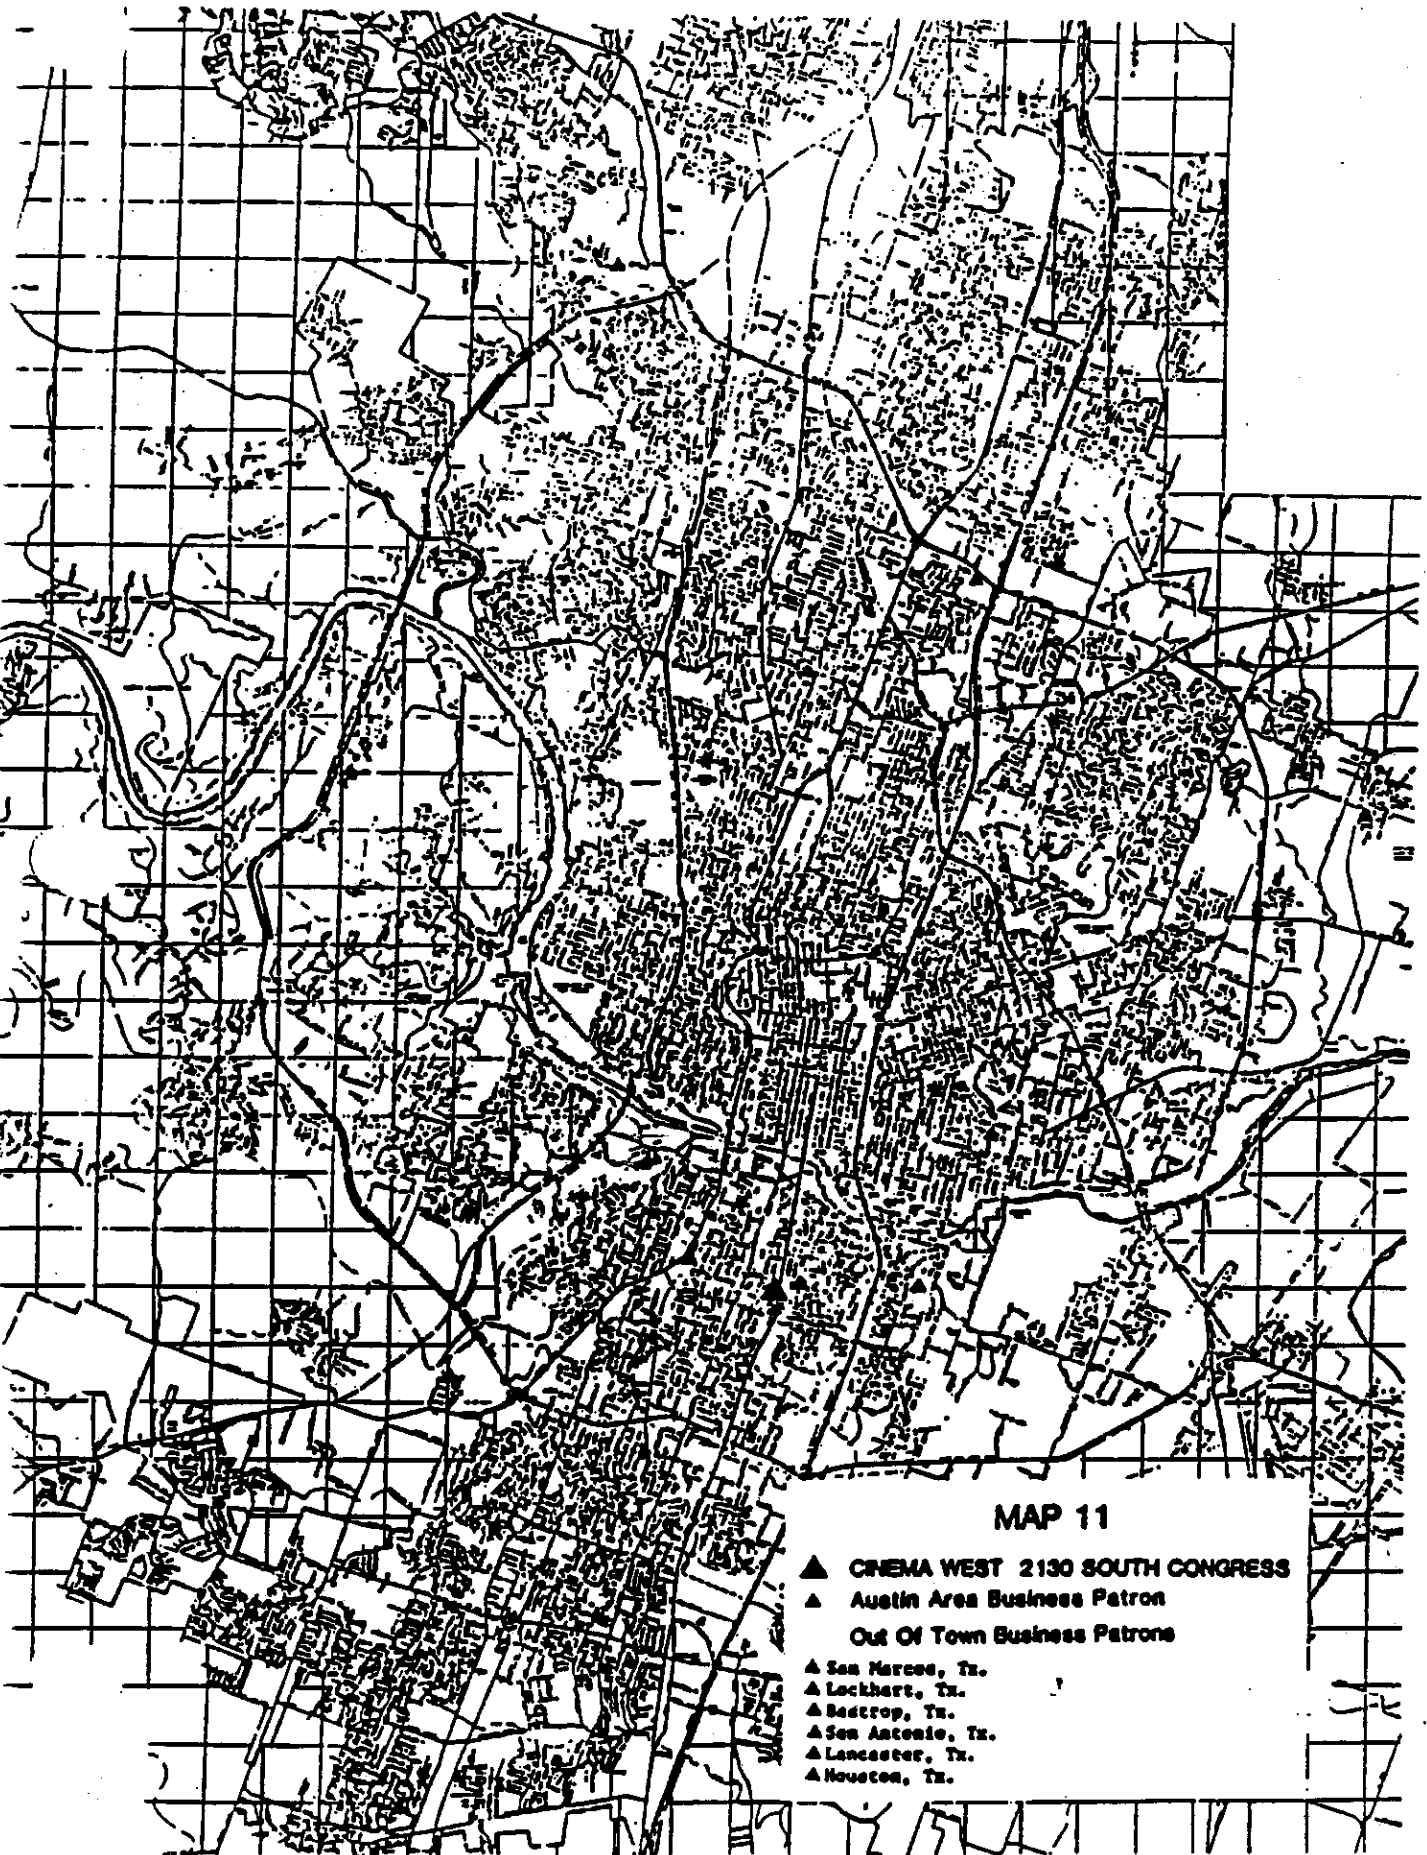 MAP 11
CINEMA WEST 2130 SOUTH CONGRESS
Austin Area Business Patron
Out Of Town Business Patrons
San Marcos, Tx.
Lockhart, Tx.
Bastrop, Tx.
San Antonio, Tx.
Lancaster, Tx.
Houston, Tx.